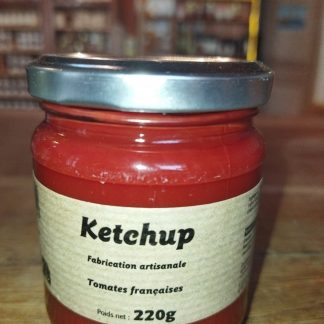 Ketchup
Fabrication artisanale
Tomates françaises
Poids net : 220g